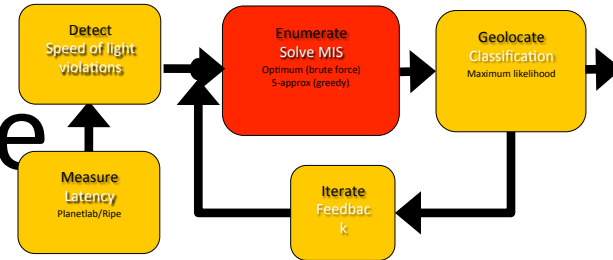 Detect
Speed of light
violations
Enumerate
Solve MIS
Optimum (brute force)
5-approx (greedy)
Geolocate
Classification
Maximum likelihood
e
Measure
Latency
Planetlab/Ripe
Iterate
Feedbac
k